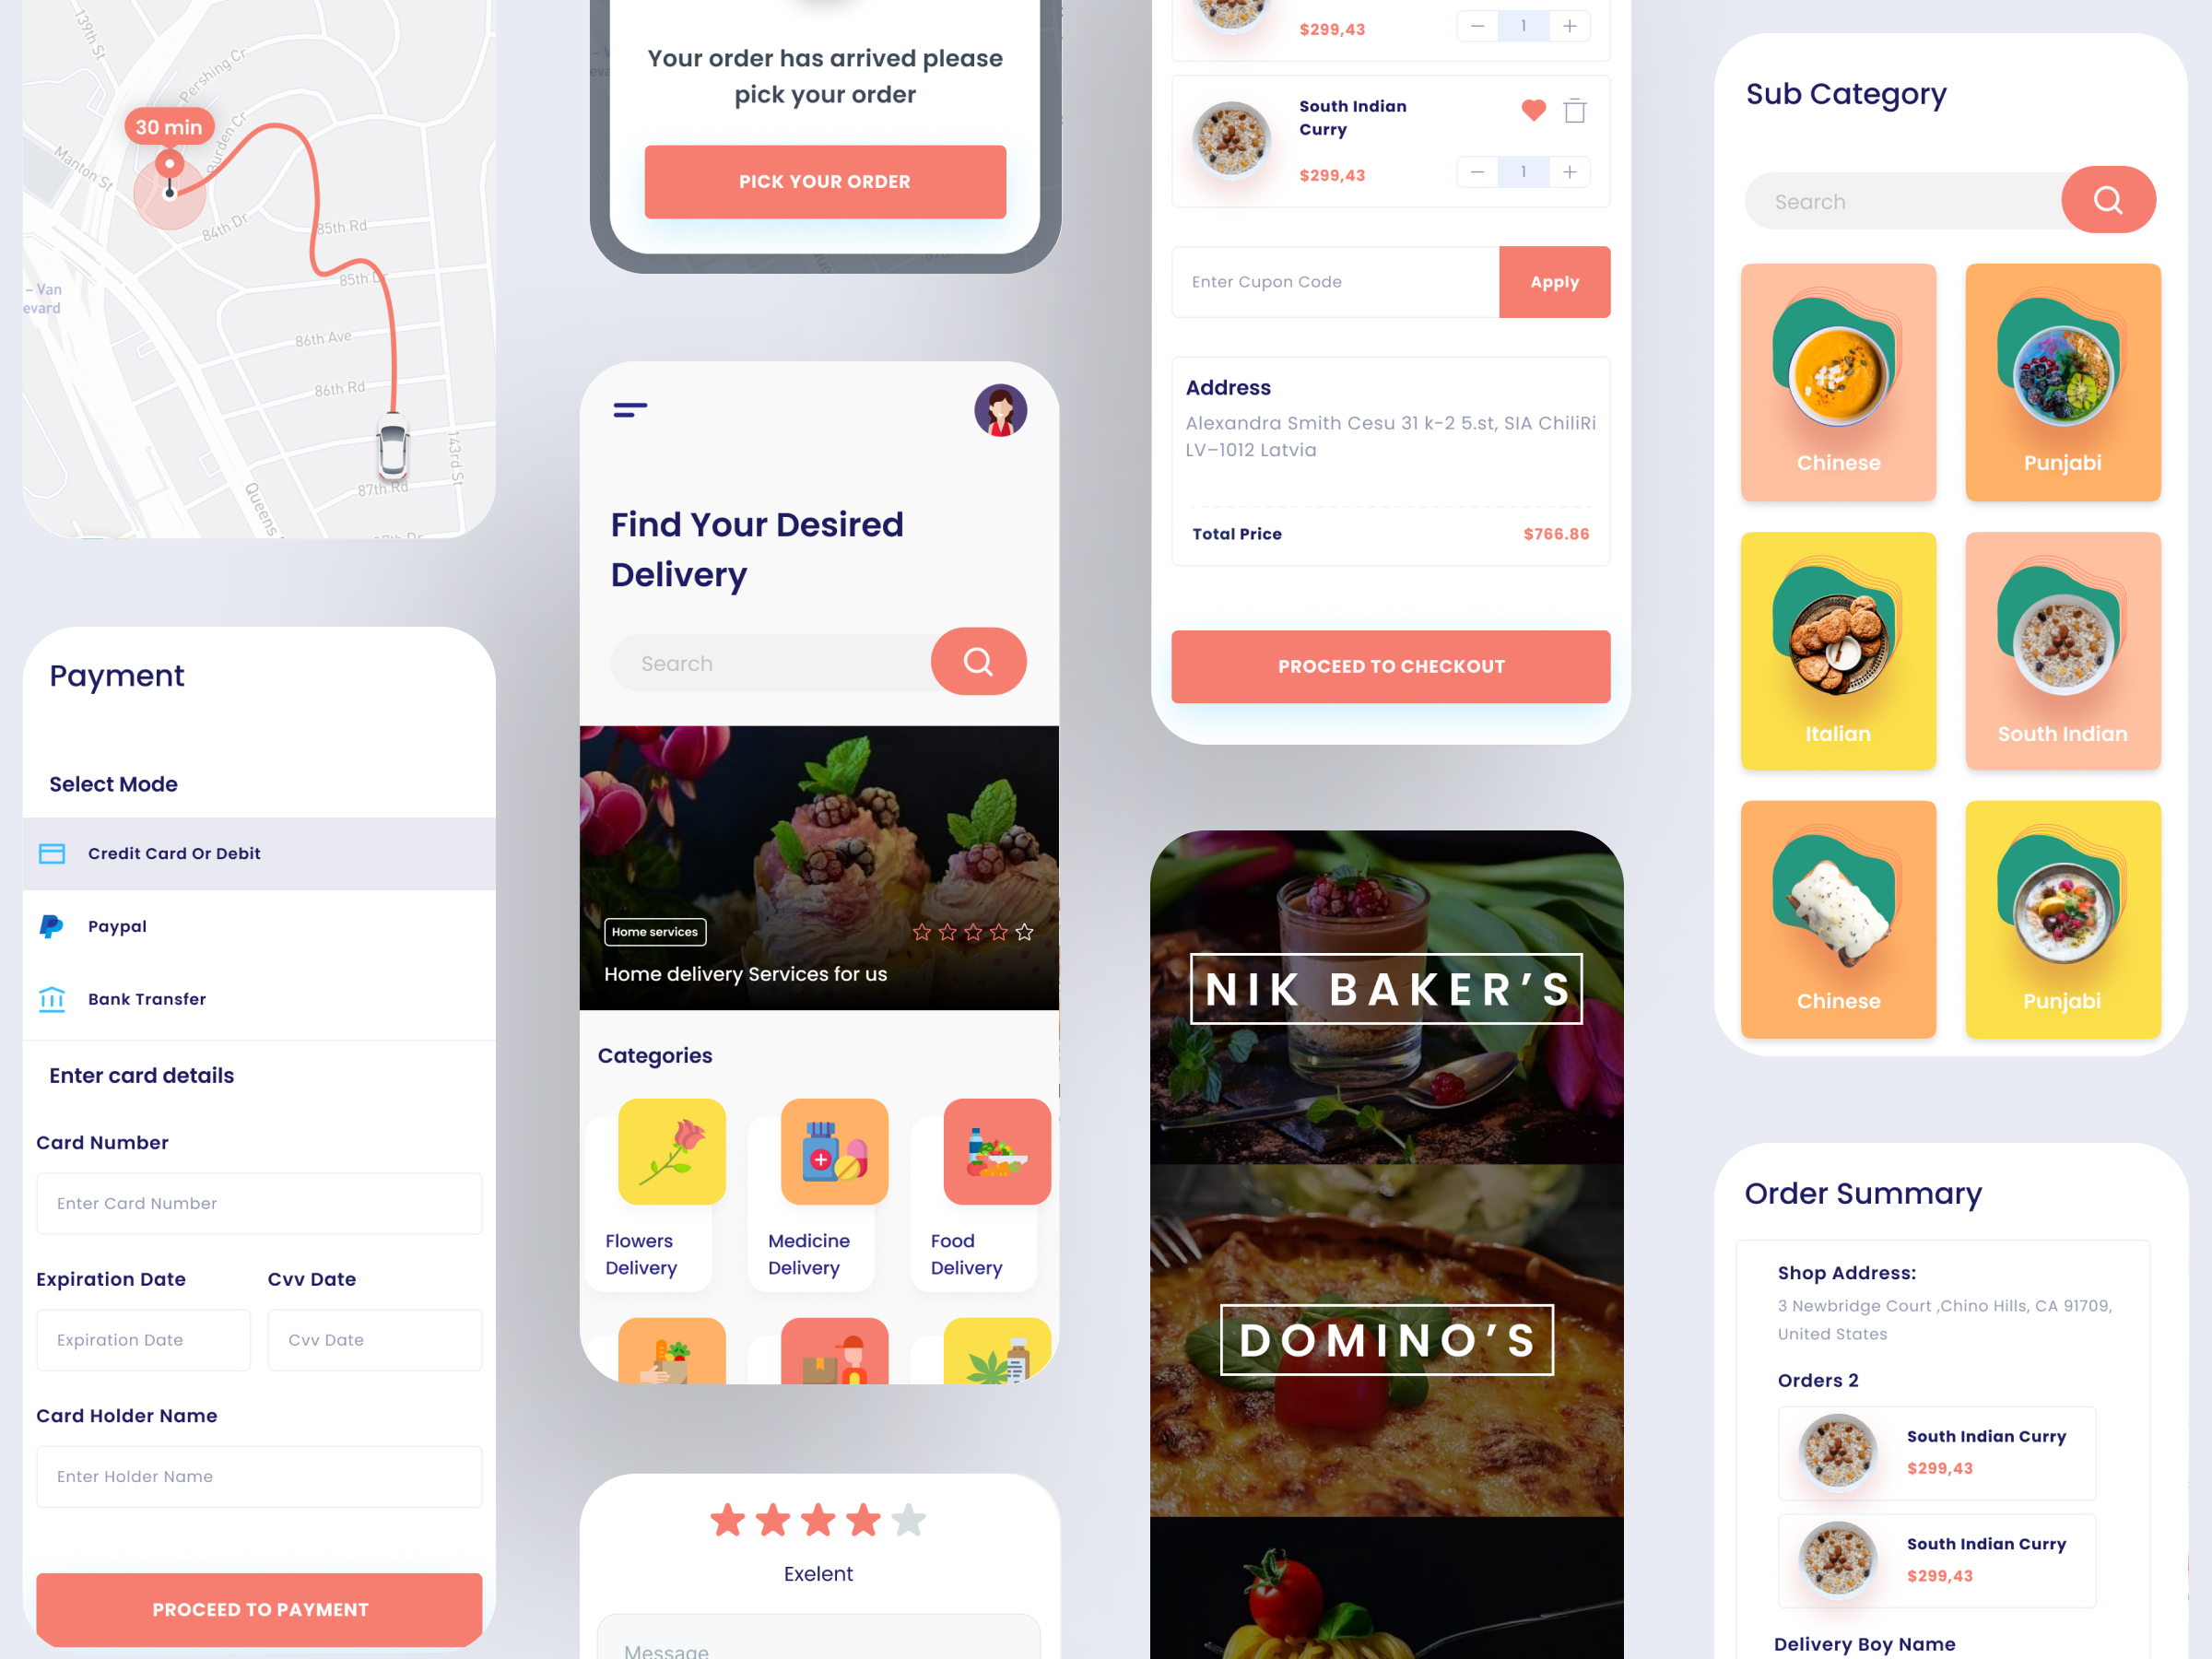 139th St
Pershing Cr
30 min
Burden Cr
Manton St
84th Dr
85th Rd
85th Dr
- Van
evard
86th Ave
86th Rd
143rd St
87th Rd
Queens
87th Dr
Payment
Select Mode
Credit Card Or Debit
Paypal
Bank Transfer
Enter card details
Card Number
Enter Card Number
Expiration Date
Cvv Date
Expiration Date
Cvv Date
Card Holder Name
Enter Holder Name
PROCEED TO PAYMENT
Your order has arrived please
pick your order
PICK YOUR ORDER
Find Your Desired
Delivery
Search
Home services
Home delivery Services for us
Categories
Flowers
Delivery
Medicine
Delivery
Food
Delivery
Exelent
Message
$299,43
1
South Indian
Curry
$299,43
1
Enter Cupon Code
Apply
Address
Alexandra Smith Cesu 31 k-2 5.st, SIA ChiliRi
LV–1012 Latvia
Total Price
$766.86
PROCEED TO CHECKOUT
NIK BAKER’S
DOMINO’S
Sub Category
Search
Chinese
Punjabi
Italian
South Indian
Chinese
Punjabi
Order Summary
Shop Address:
3 Newbridge Court ,Chino Hills, CA 91709,
United States
Orders 2
South Indian Curry
$299,43
South Indian Curry
$299,43
Delivery Boy Name